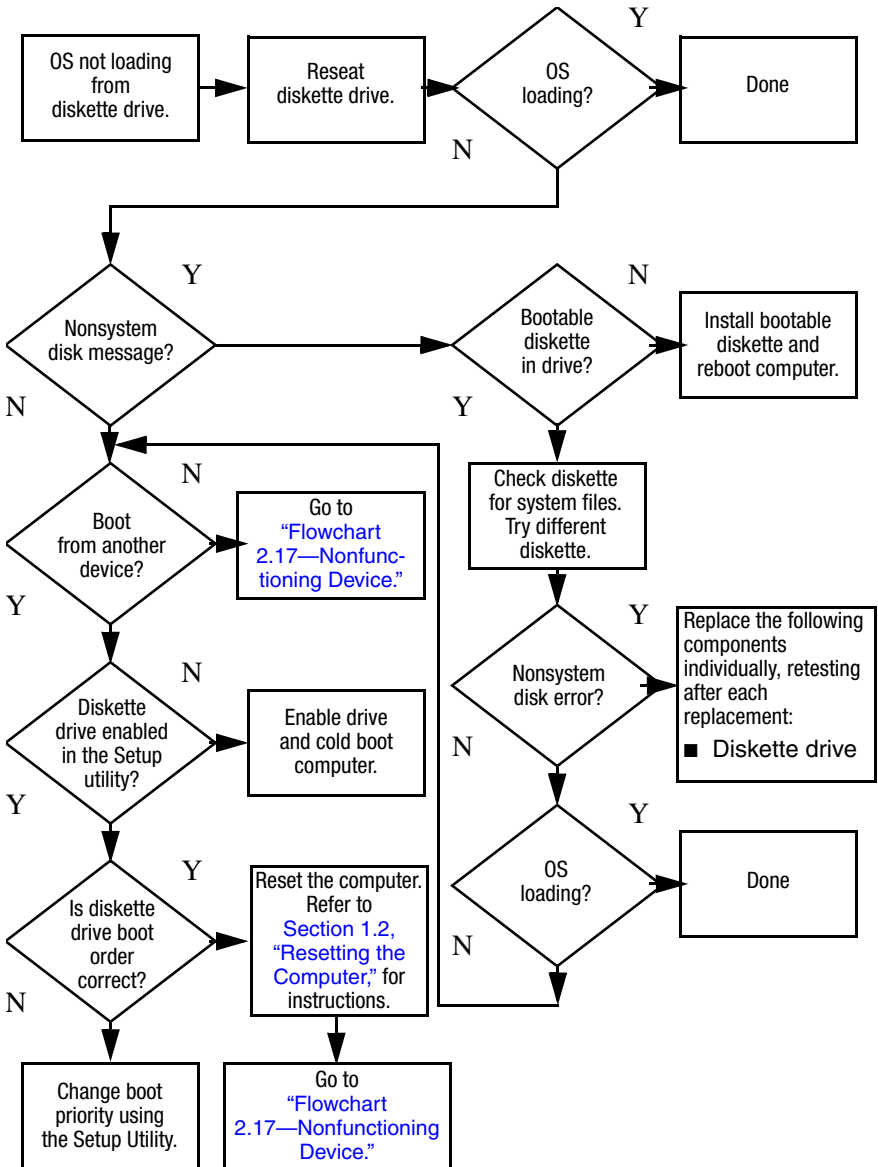 OS not loading
from
diskette drive.
Reseat
diskette drive.
OS
loading?
Y
N
Done
Nonsystem
disk message?
Y
N
Bootable
diskette
in drive?
N
Y
Install bootable
diskette and
reboot computer.
Boot
from another
device?
N
Y
Go to
“Flowchart
2.17—Nonfunc-
tioning Device.”
Check diskette
for system files.
Try different
diskette.
Diskette
drive enabled
in the Setup
utility?
N
Y
Enable drive
and cold boot
computer.
Nonsystem
disk error?
Y
N
Replace the following
components
individually, retesting
after each
replacement:
■ Diskette drive
Is diskette
drive boot
order
correct?
Y
N
Reset the computer.
Refer to
Section 1.2,
“Resetting the
Computer,” for
instructions.
OS
loading?
Y
N
Done
Change boot
priority using
the Setup Utility.
Go to
“Flowchart
2.17—Nonfunctioning
Device.”